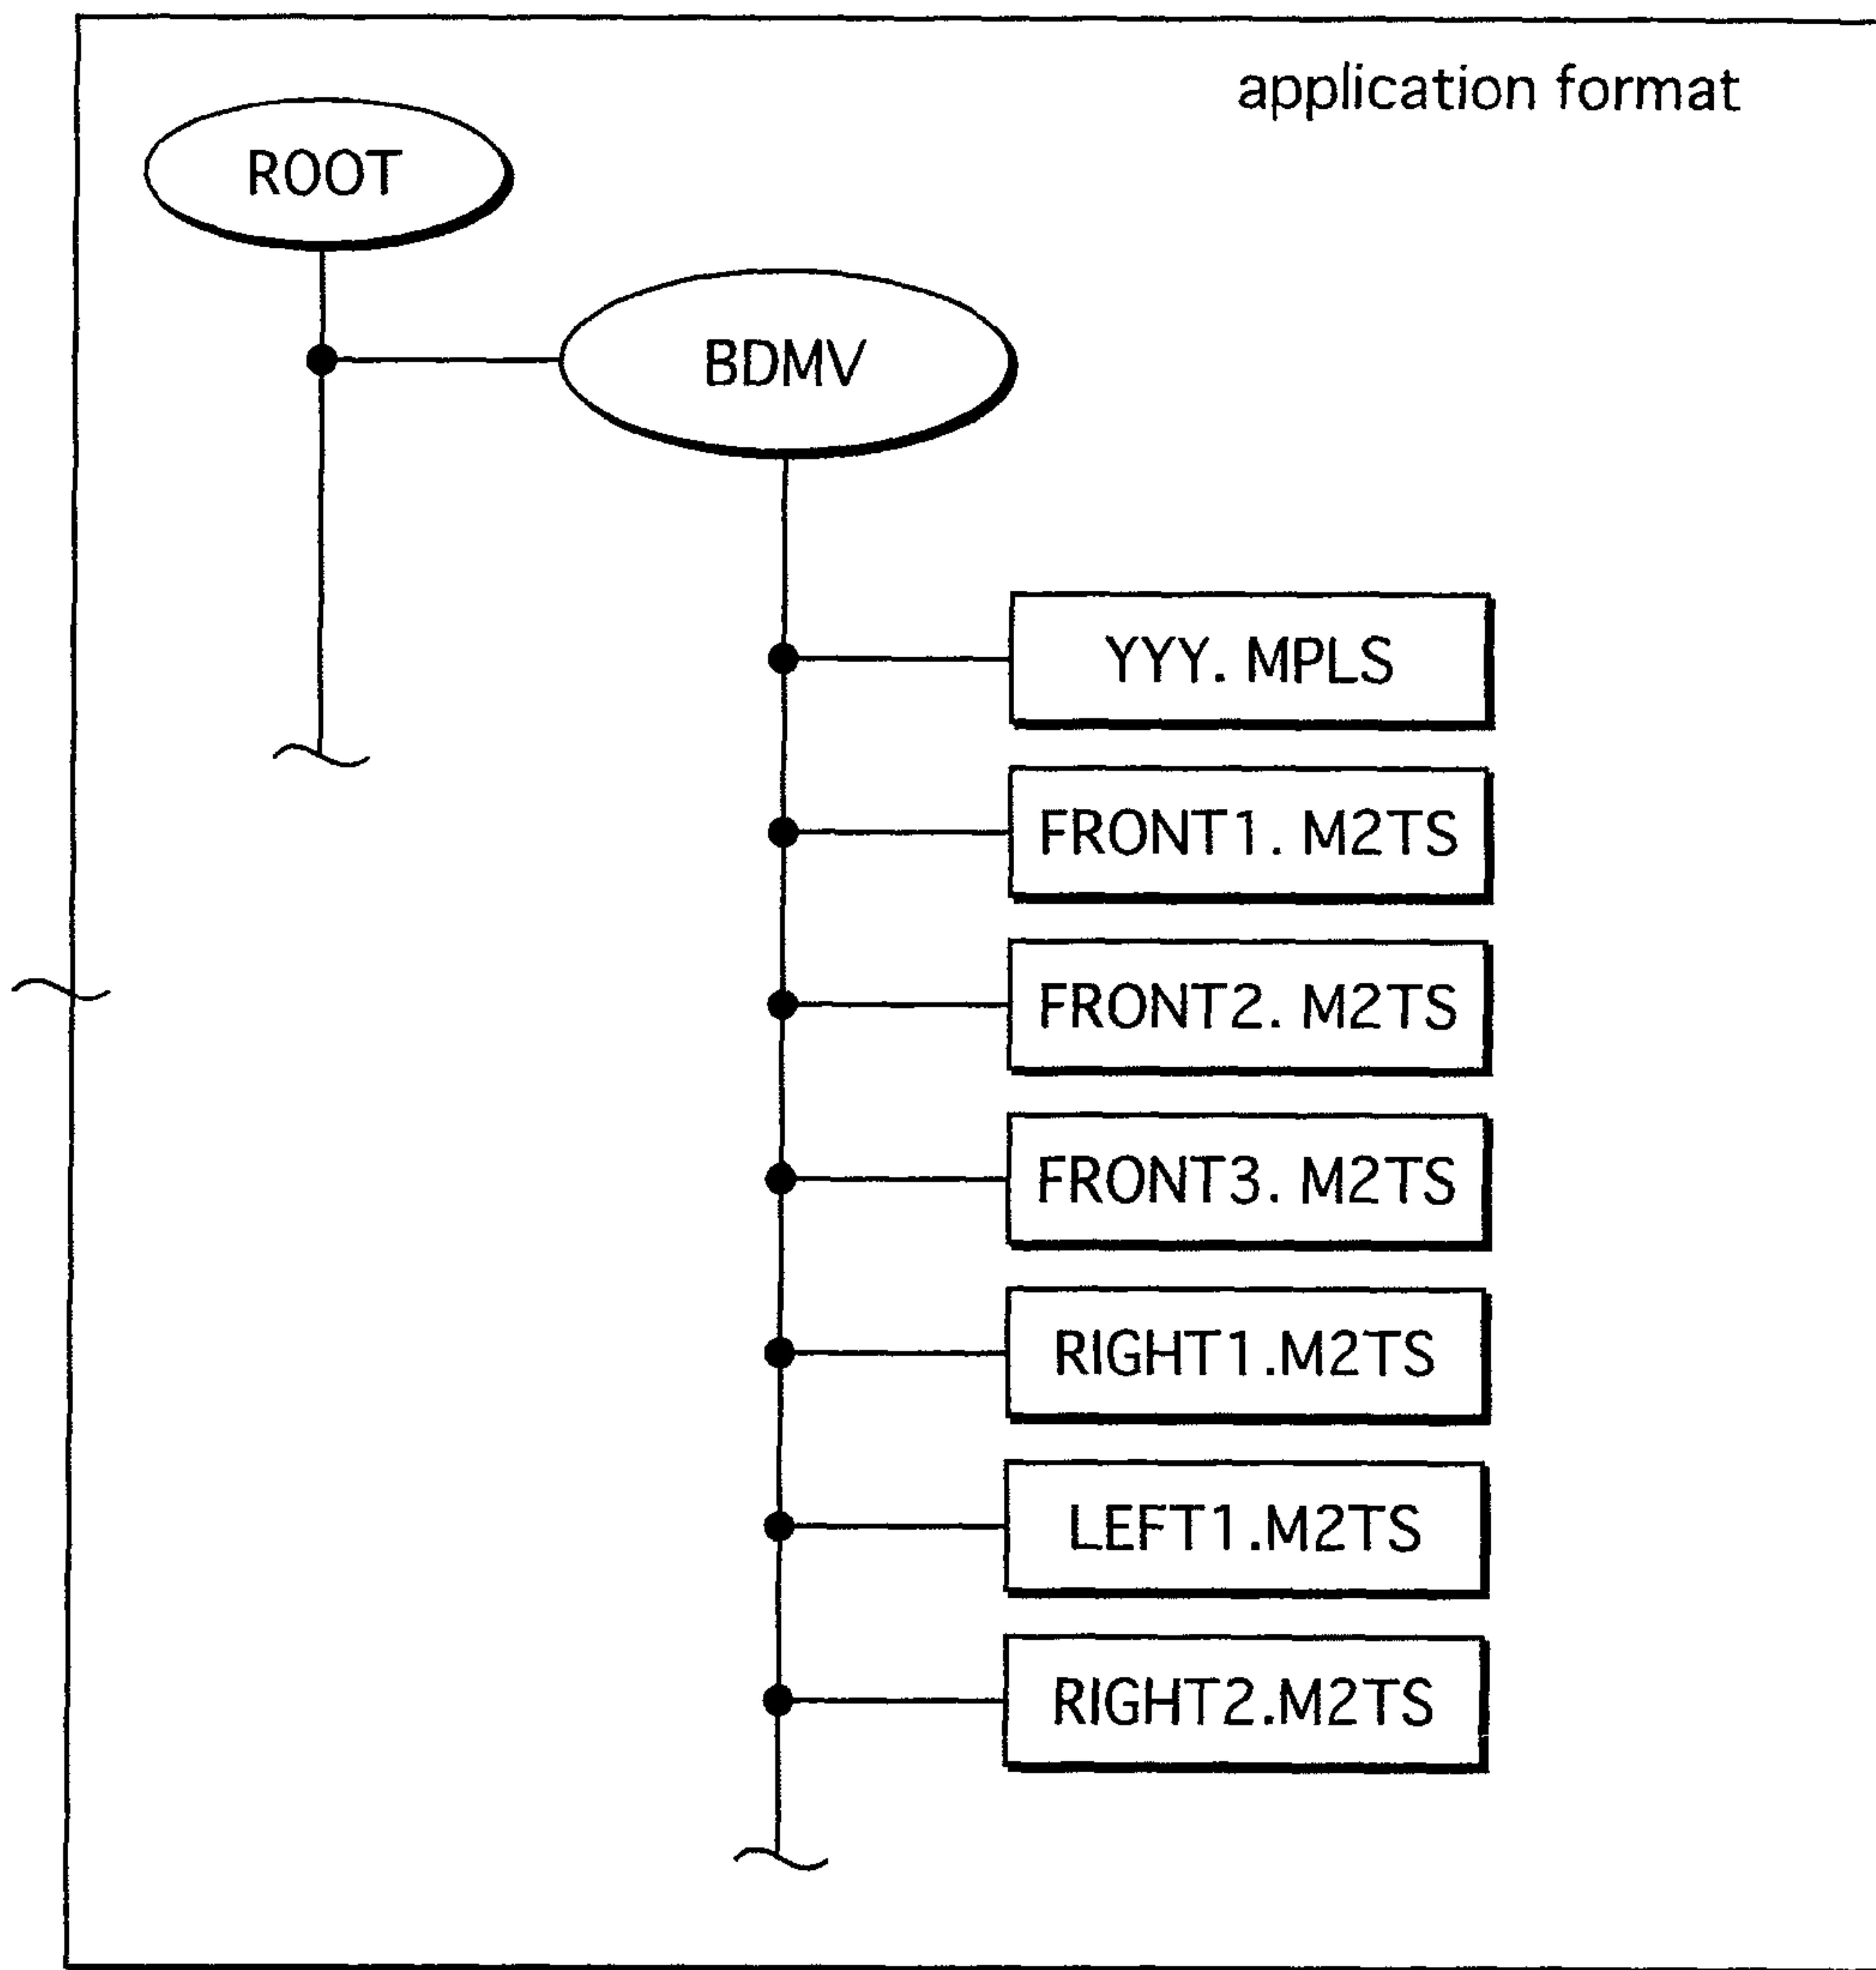 application format
ROOT
BDMV
YYY. MPLS
FRONT1. M2TS
FRONT2. M2TS
FRONT3. M2TS
RIGHT1.M2TS
LEFT1.M2TS
RIGHT2.M2TS